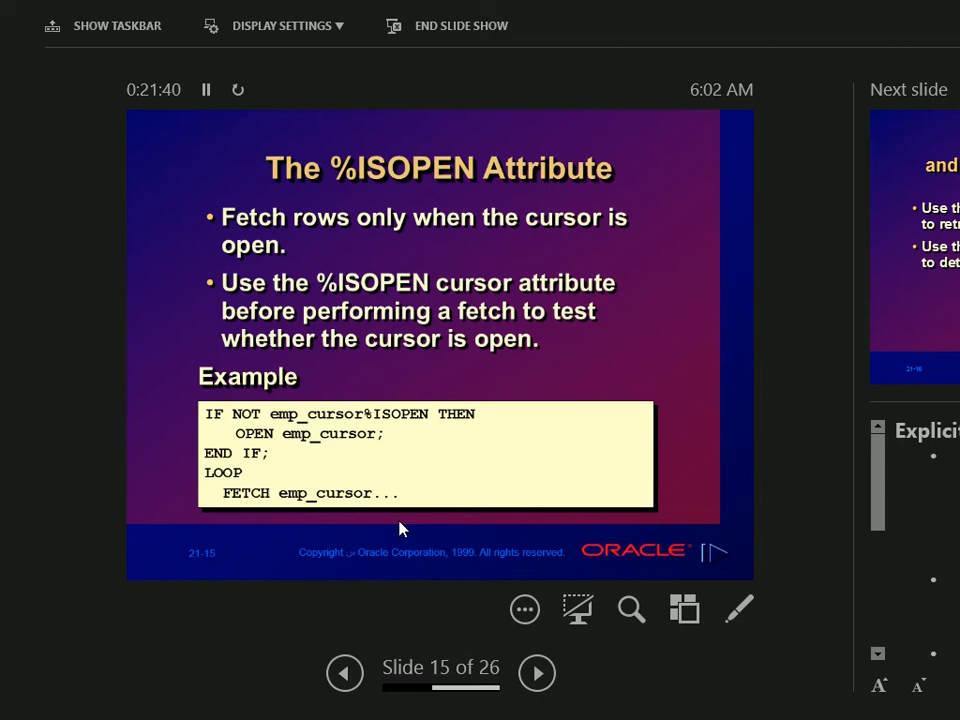 SHOW TASKBAR DISPLAY SETTINGS ▼ END SLIDE SHOW
0:21:40 6:02 AM Next slide
The %ISOPEN Attribute
• Fetch rows only when the cursor is
open.
• Use the %ISOPEN cursor attribute
before performing a fetch to test
whether the cursor is open.
Example
IF NOT emp_cursor%ISOPEN THEN
OPEN emp_cursor;
END IF;
LOOP
FETCH emp_cursor...
21-15 Copyright س Oracle Corporation, 1999. All rights reserved. ORACLE®
Slide 15 of 26
and
• Use th
to retr
• Use th
to det
21-16
Explicit
A A